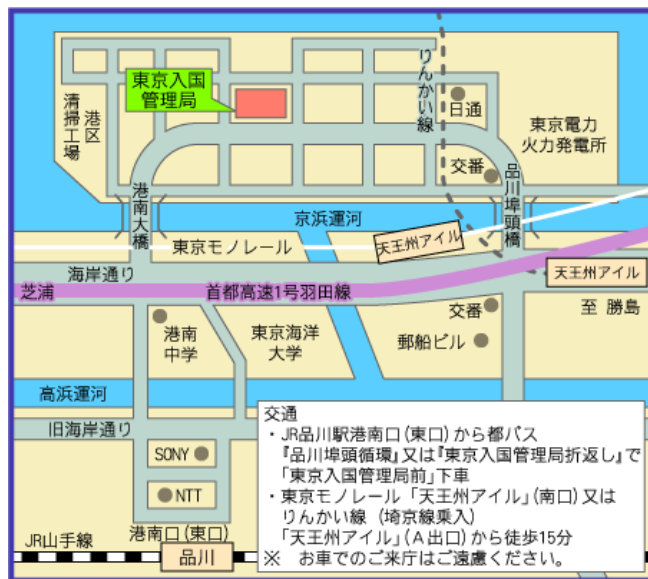 東京入国
管理局
清掃工場
港区
りんかい線
日通
東京電力
火力発電所
交番
品川埠頭橋
港南大橋
京浜運河
東京モノレール
天王州アイル
海岸通り
天王州アイル
芝浦
首都高速1号羽田線
港南
中学
東京海洋
大学
交番
郵船ビル
至 勝島
高浜運河
旧海岸通り
SONY
NTT
港南口(東口)
JR山手線
品川
交通
・JR品川駅港南口(東口)から都バス
『品川埠頭循環』又は『東京入国管理局折返し』で
「東京入国管理局前」下車
・東京モノレール「天王州アイル」(南口)又は
りんかい線 (埼京線乗入)
「天王州アイル」(A出口)から徒歩15分
※ お車でのご来庁はご遠慮ください。